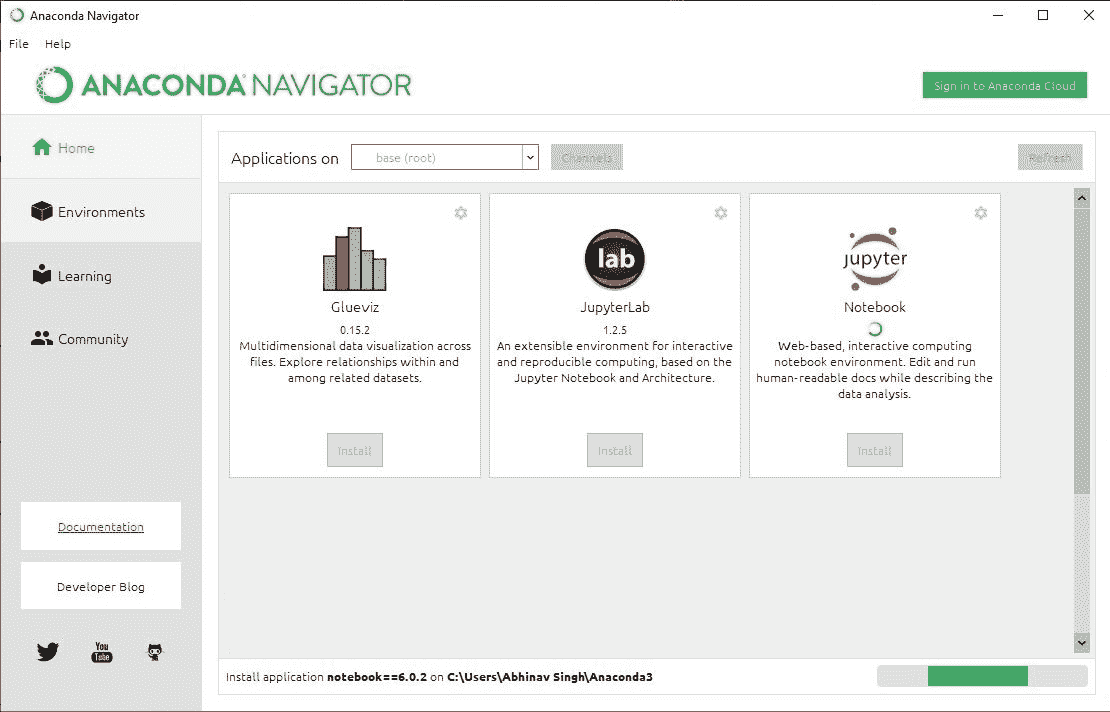 Anaconda Navigator
File Help
ANACONDA NAVIGATOR
Sign in to Anaconda Cloud
Home
Environments
Learning
Community
Documentation
Developer Blog
You
Tube
Applications on base (root) Channels Refresh
Glueviz
0.15.2
Multidimensional data visualization across
files. Explore relationships within and
among related datasets.
Install
lab
JupyterLab
1.2.5
An extensible environment for interactive
and reproducible computing, based on the
Jupyter Notebook and Architecture.
Install
jupyter
Notebook
Web-based, interactive computing
notebook environment. Edit and run
human-readable docs while describing the
data analysis.
Install
Install application notebook==6.0.2 on C:\Users\Abhinav Singh\Anaconda3